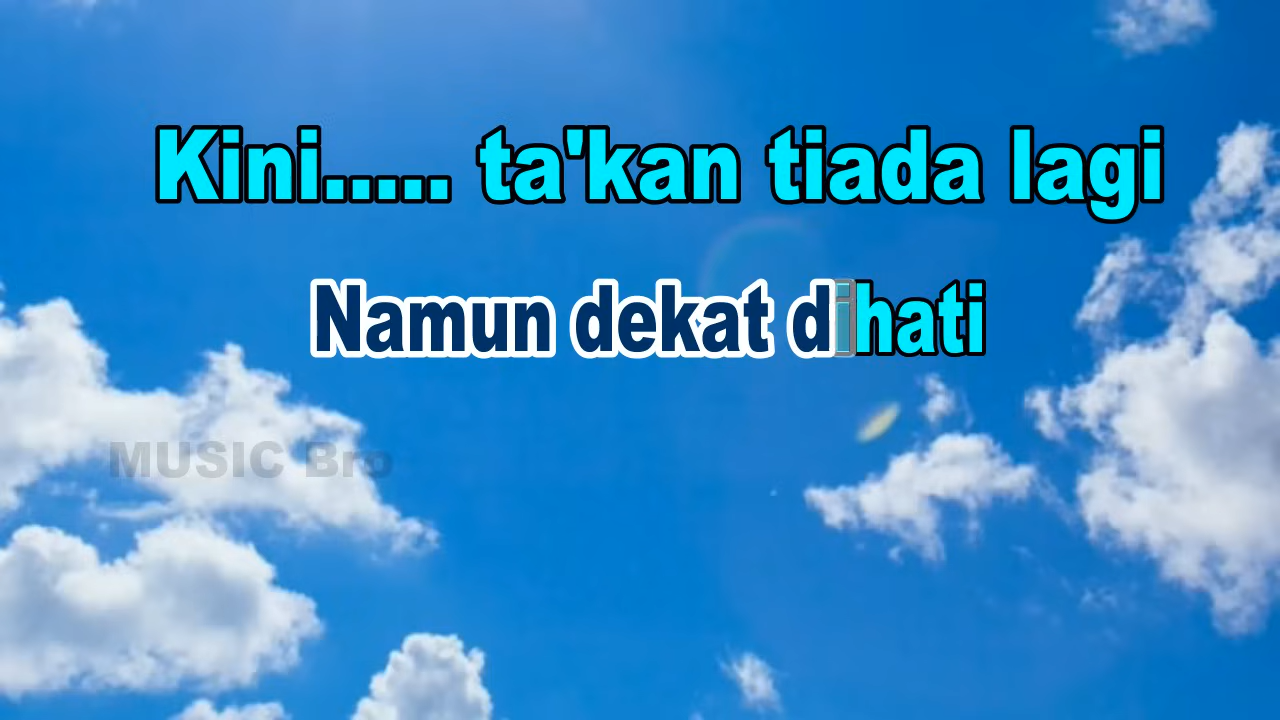 Kini..... ta'kan tiada lagi
Namun dekat dihati
MUSIC Bro